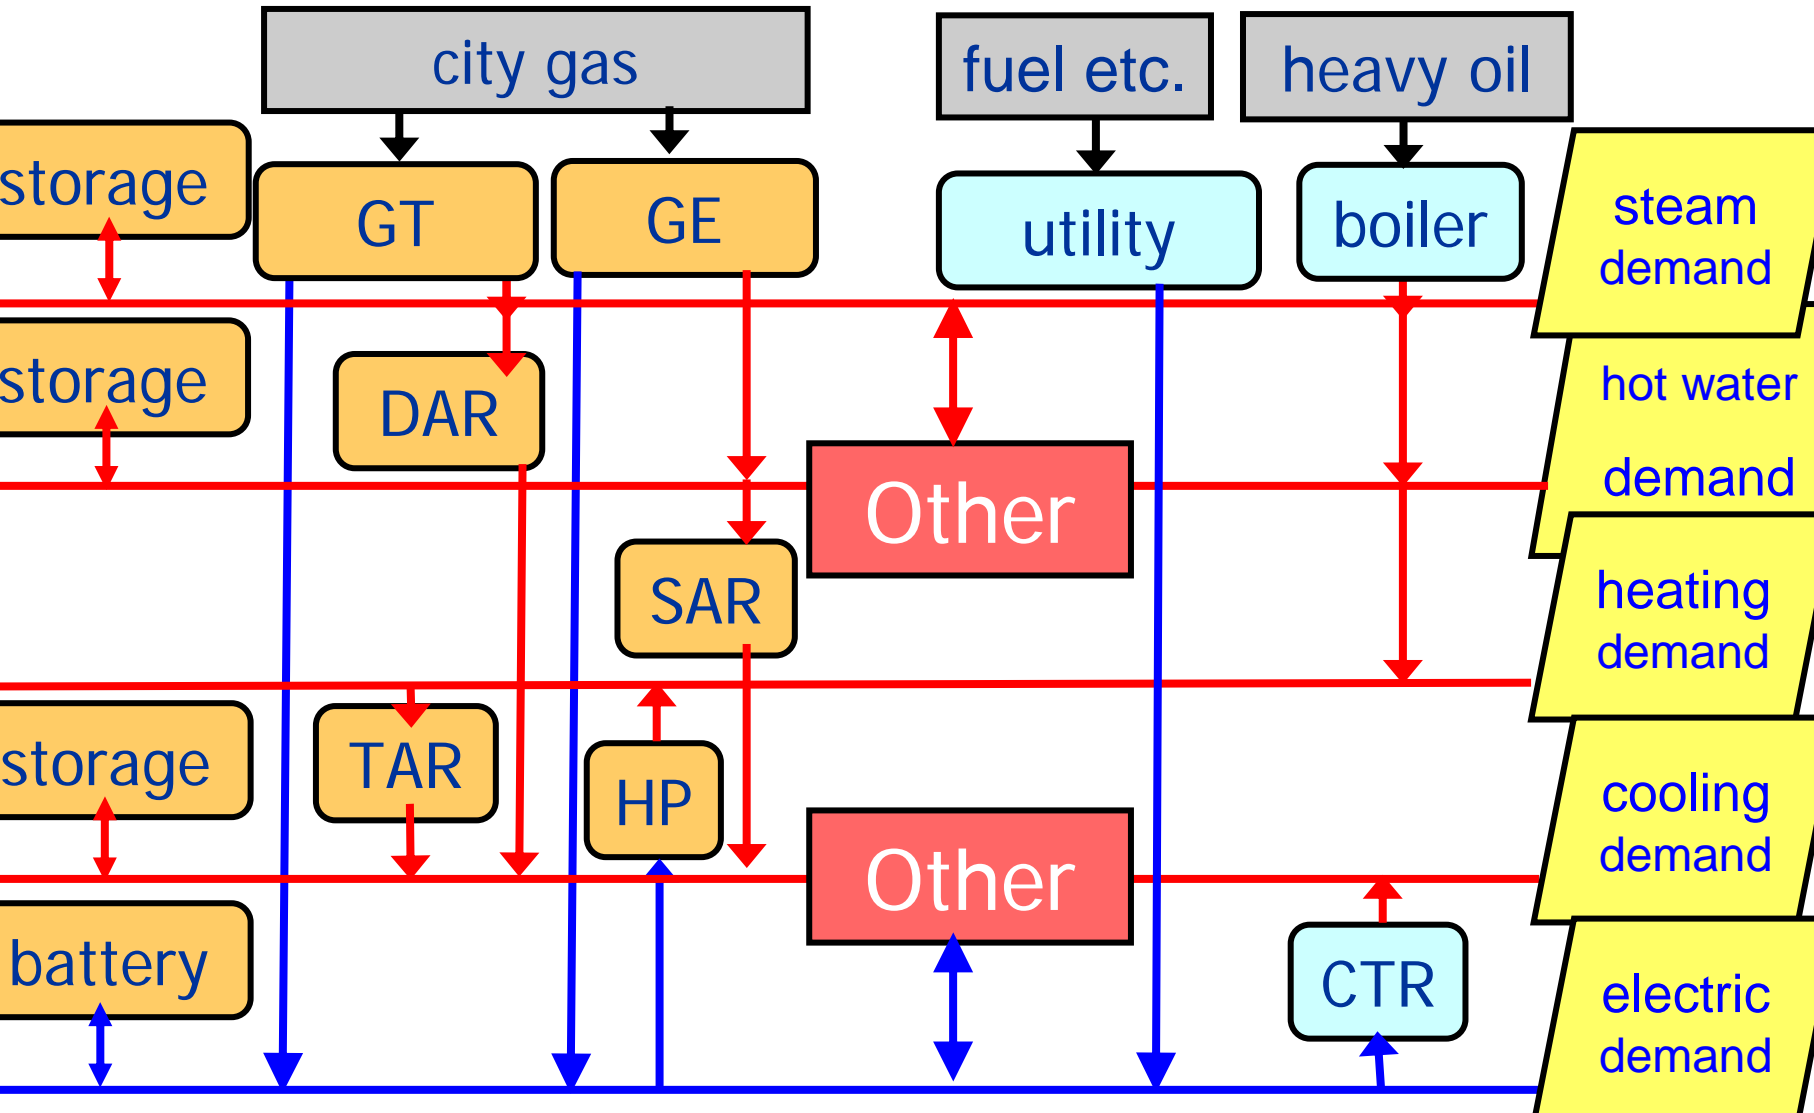 city gas
fuel etc.
heavy oil
storage
GT
GE
utility
boiler
steam
demand
storage
DAR
hot water
demand
Other
SAR
heating
demand
storage
TAR
HP
cooling
demand
Other
battery
CTR
electric
demand